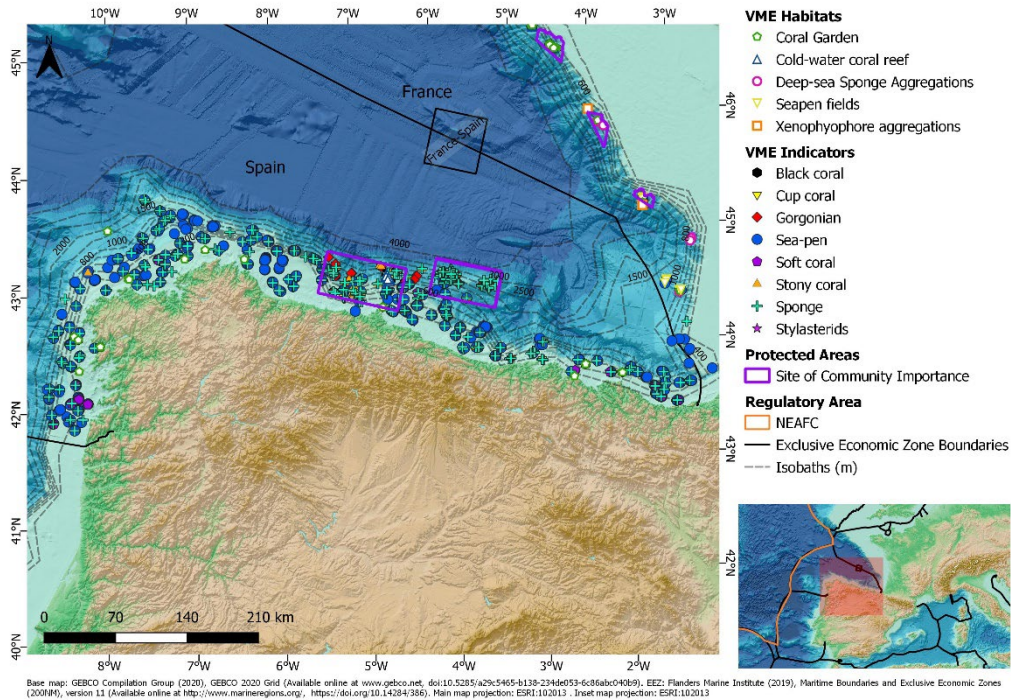 10°W 9°W 8°W 7°W 6°W 5°W 4°W 3°W 2°W
N
45°N
44°N
43°N
42°N
41°N
40°N
France
France-Spain
Spain
46°N
45°N
44°N
43°N
42°N
600
4000
2000
1000
800
1500
1000
400
0 70 140 210 km
9°W 8°W 7°W 6°W 5°W 4°W 3°W 2°W
VME Habitats
Coral Garden
Cold-water coral reef
Deep-sea Sponge Aggregations
Seapen fields
Xenophyophore aggregations
VME Indicators
Black coral
Cup coral
Gorgonian
Sea-pen
Soft coral
Stony coral
Sponge
Stylasterids
Protected Areas
Site of Community Importance
Regulatory Area
NEAFC
Exclusive Economic Zone Boundaries
Isobaths (m)
Base map: GEBCO Compilation Group (2020), GEBCO 2020 Grid (Available online at www.gebco.net, doi:10.5285/a29c5465-b138-234de053-6c86abc040b9). EEZ: Flanders Marine Institute (2019), Maritime Boundaries and Exclusive Economic Zones
(200NM), version 11 (Available online at http://www.marineregions.org/, https://doi.org/10.14284/386). Main map projection: ESRI:102013 . Inset map projection: ESRI:102013